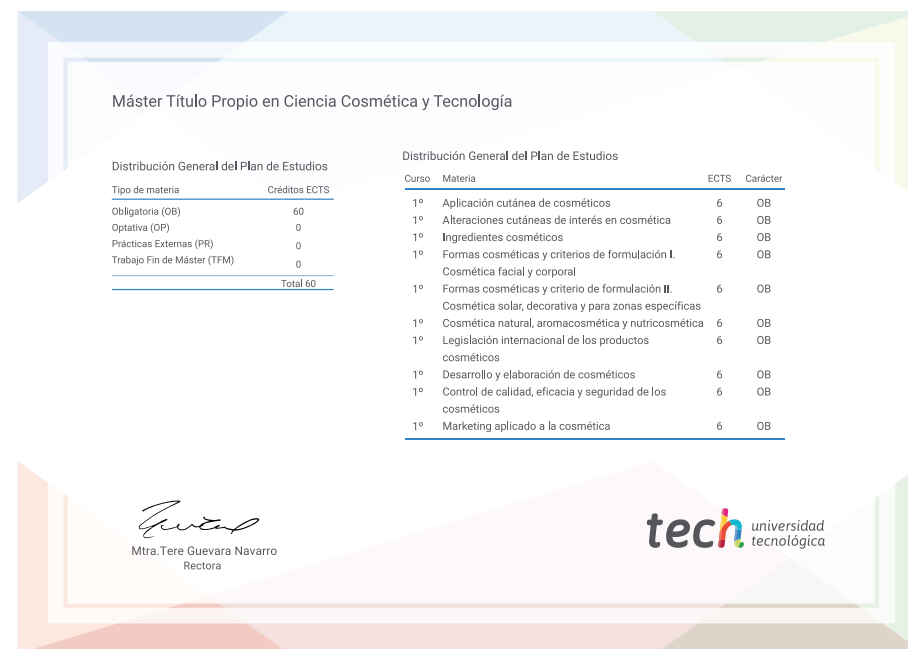 Máster Título Propio en Ciencia Cosmética y Tecnología
Distribución General del Plan de Estudios
Tipo de materia Créditos ECTS
Obligatoria (OB) 60
Optativa (OP) 0
Prácticas Externas (PR) 0
Trabajo Fin de Máster (TFM) 0
Total 60
Distribución General del Plan de Estudios
Curso Materia ECTS Carácter
1º Aplicación cutánea de cosméticos 6 OB
1º Alteraciones cutáneas de interés en cosmética 6 OB
1º Ingredientes cosméticos 6 OB
1º Formas cosméticas y criterios de formulación I. 6 OB
Cosmética facial y corporal
1º Formas cosméticas y criterio de formulación II. 6 OB
Cosmética solar, decorativa y para zonas específicas
1º Cosmética natural, aromacosmética y nutricosmética 6 OB
1º Legislación internacional de los productos 6 OB
cosméticos
1º Desarrollo y elaboración de cosméticos 6 OB
1º Control de calidad, eficacia y seguridad de los 6 OB
cosméticos
1º Marketing aplicado a la cosmética 6 OB
Mtra.Tere Guevara Navarro
Rectora
tech universidad
tecnológica